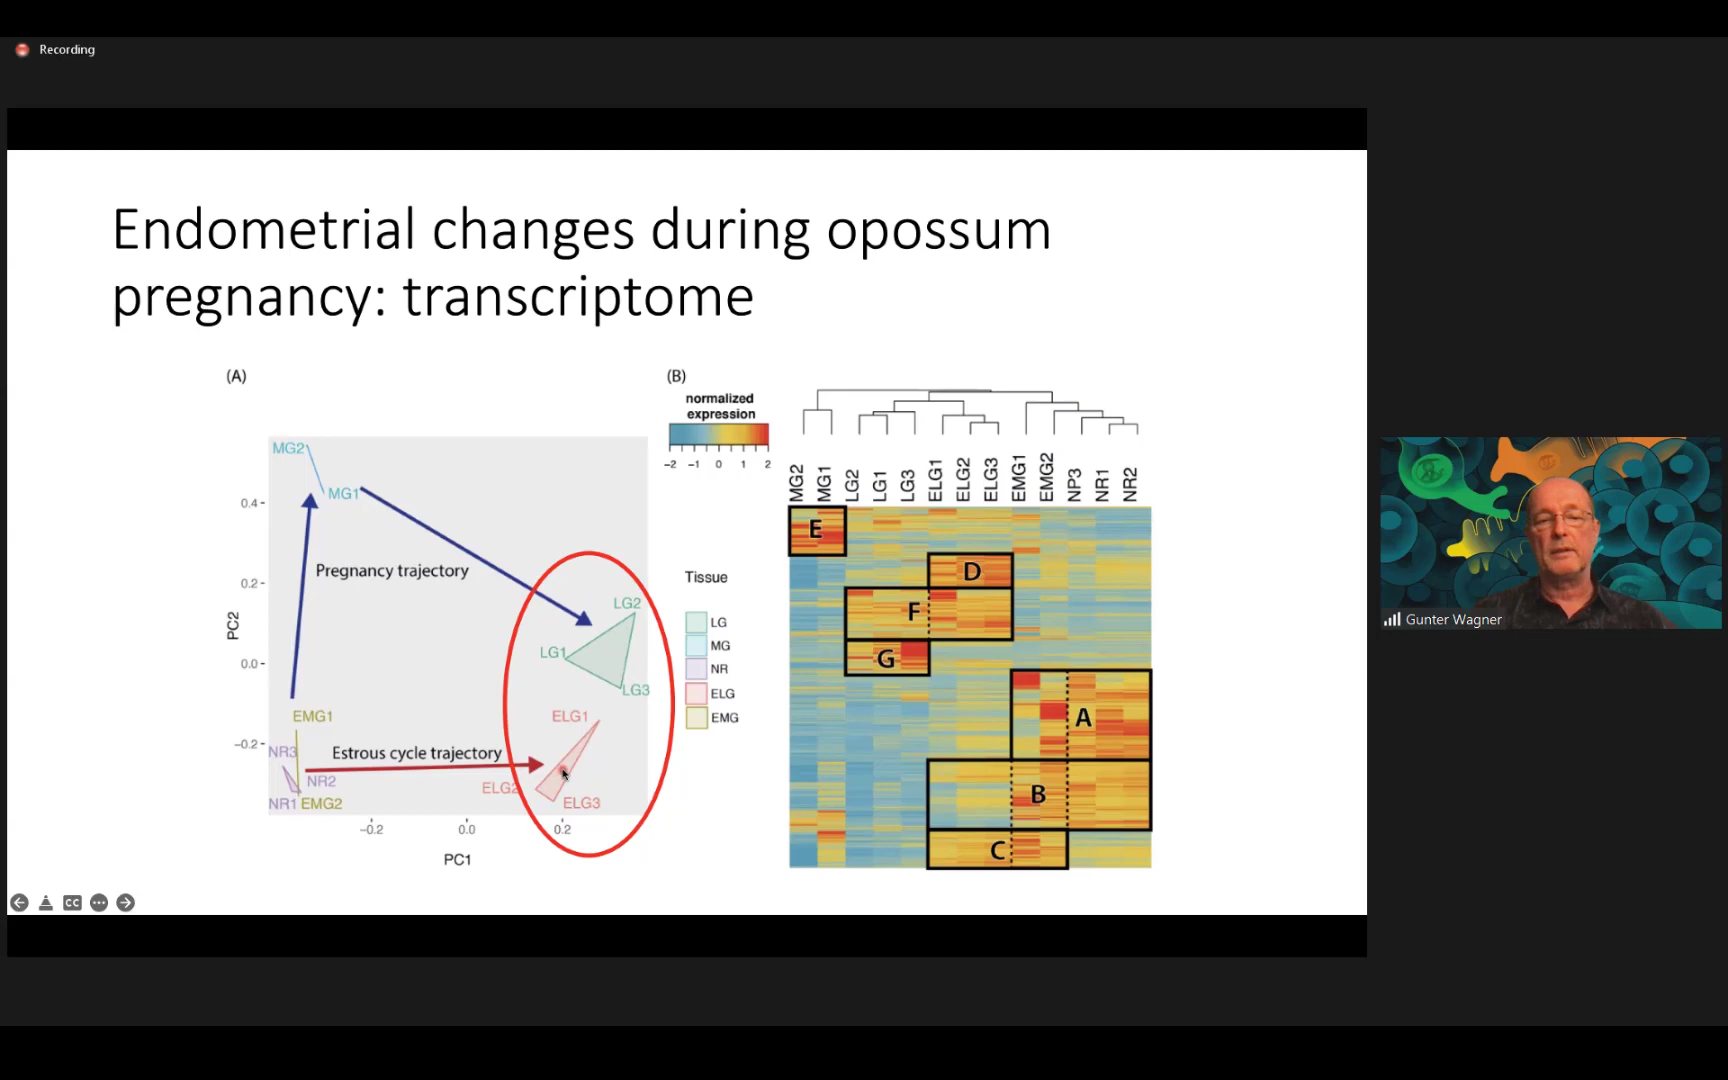 Recording
Endometrial changes during opossum
pregnancy: transcriptome
(A)
MG2
MG1
0.4
Pregnancy trajectory
0.2
LG2
LG1
0.0
LG3
PC2
EMG1
ELG1
−0.2
NR3
Estrous cycle trajectory
NR2
ELG2
NR1 EMG2
ELG3
−0.2 0.0 0.2
PC1
Tissue
LG
MG
NR
ELG
EMG
(B)
normalized
expression
−2 −1 0 1 2
MG2 MG1 LG2 LG1 LG3 ELG1 ELG2 ELG3 EMG1 EMG2 NP3 NR1 NR2
E
D
F
G
A
B
C
CC
Gunter Wagner